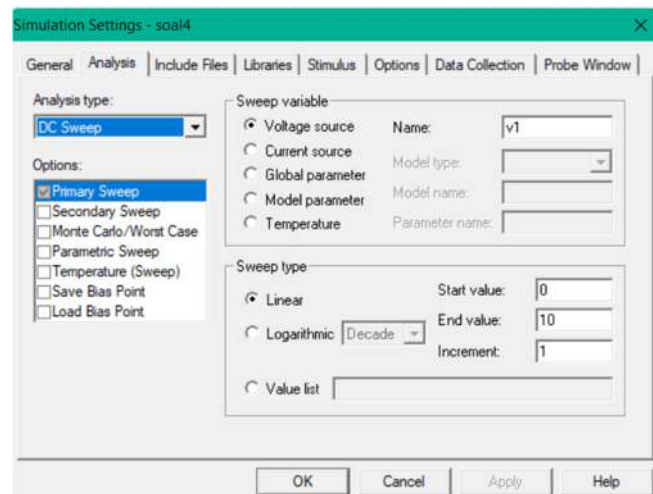 Simulation Settings - soal4
General Analysis Include Files Libraries Stimulus Options Data Collection Probe Window
Analysis type:
DC Sweep
Options:
Primary Sweep
Secondary Sweep
Monte Carlo/Worst Case
Parametric Sweep
Temperature (Sweep)
Save Bias Point
Load Bias Point
Sweep variable
Voltage source
Current source
Global parameter
Model parameter
Temperature
Name: v1
Model type:
Model name:
Parameter name:
Sweep type
Linear
Logarithmic Decade
Value list
Start value: 0
End value: 10
Increment: 1
OK Cancel Apply Help